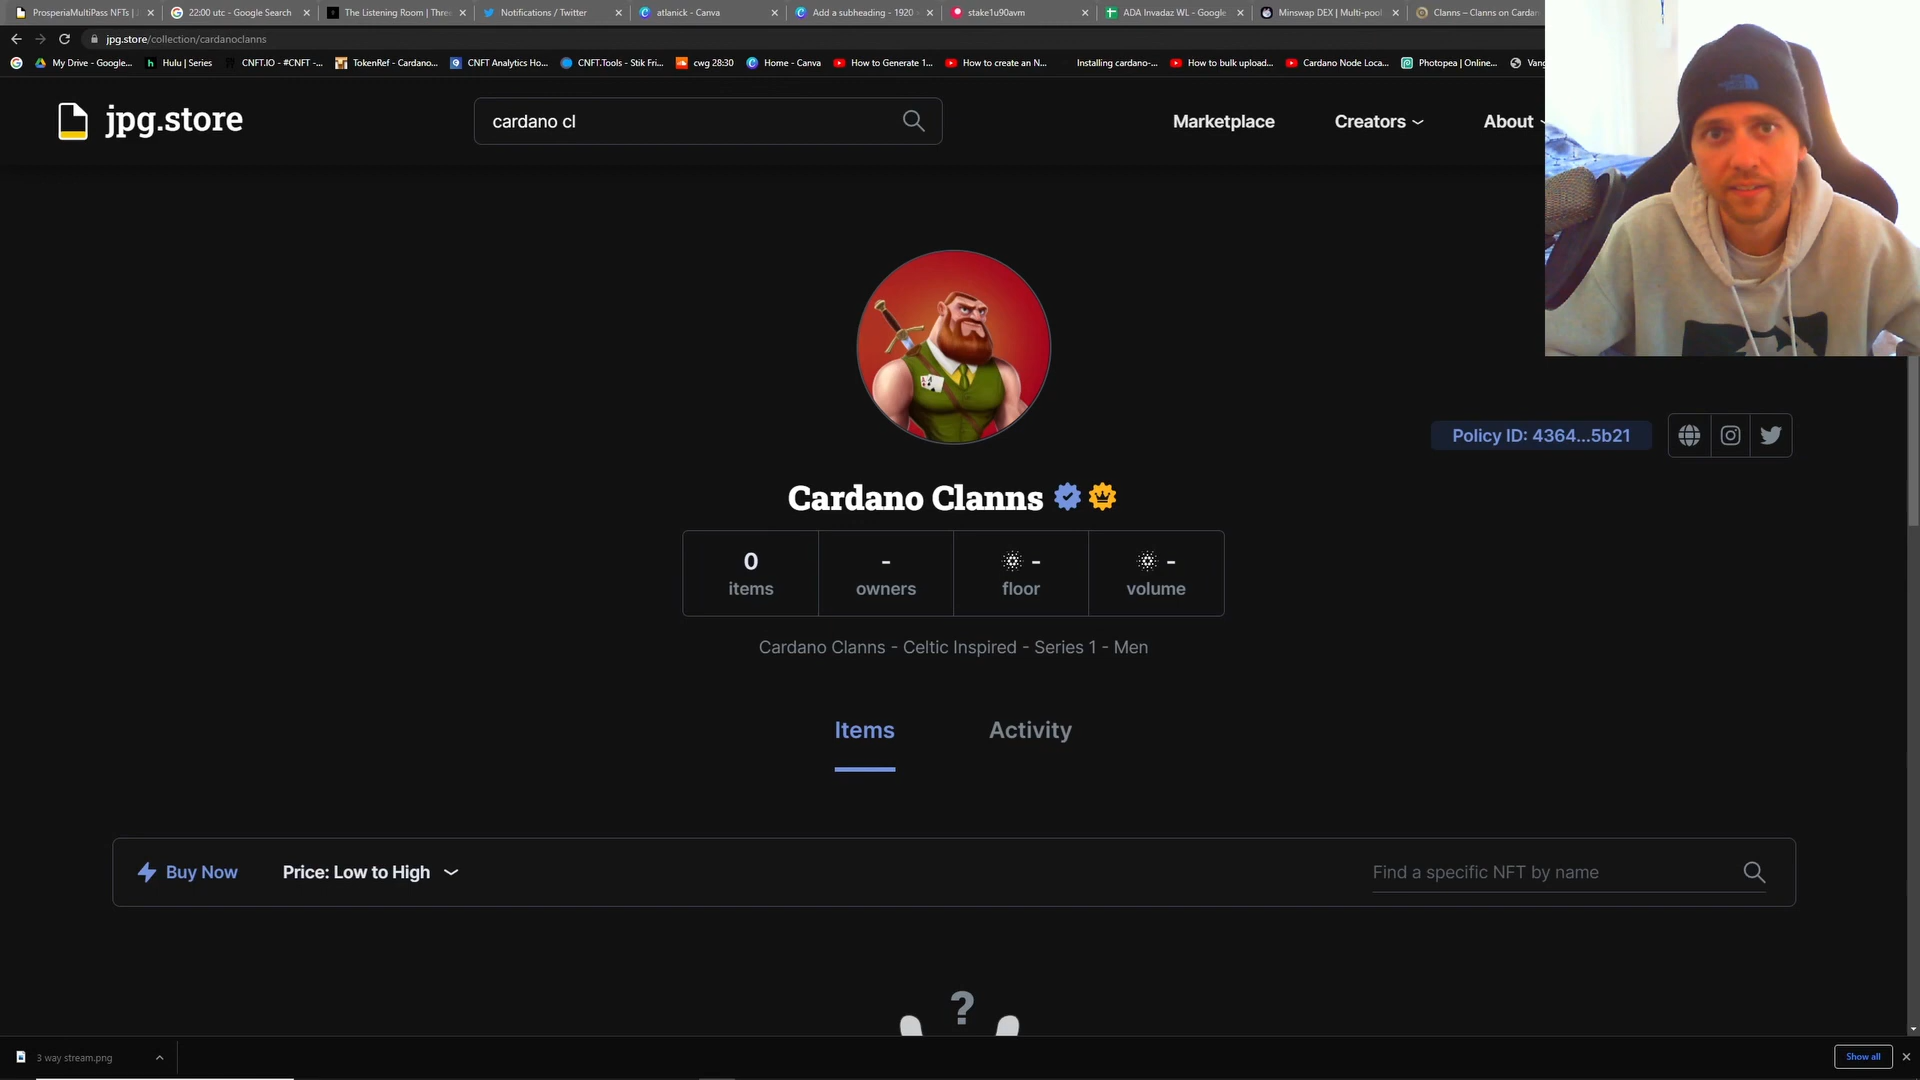 ProsperiaMultiPass NFTs | J
22:00 utc - Google Search
The Listening Room | Three
Notifications / Twitter
atlanick - Canva
Add a subheading - 1920
stake1u90avm
ADA Invadaz WL - Google
Minswap DEX | Multi-pool
Clanns – Clanns on Cardan
jpg.store/collection/cardanoclanns
My Drive - Google...
Hulu | Series
CNFT.IO - #CNFT -...
TokenRef - Cardano...
CNFT Analytics Ho...
CNFT.Tools - Stik Fri...
cwg 28:30
Home - Canva
How to Generate 1...
How to create an N...
Installing cardano-...
How to bulk upload...
Cardano Node Loca...
Photopea | Online...
Vang
jpg.store
cardano cl
Marketplace
Creators
About
Policy ID: 4364...5b21
Cardano Clanns
0
items
-
owners
-
floor
-
volume
Cardano Clanns - Celtic Inspired - Series 1 - Men
Items
Activity
Buy Now
Price: Low to High
Find a specific NFT by name
?
3 way stream.png
Show all